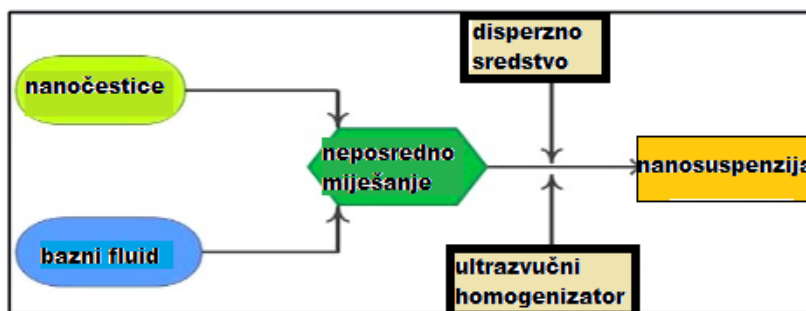 nanočestice
bazni fluid
neposredno
miješanje
disperzno
sredstvo
ultrazvučni
homogenizator
nanosuspenzija